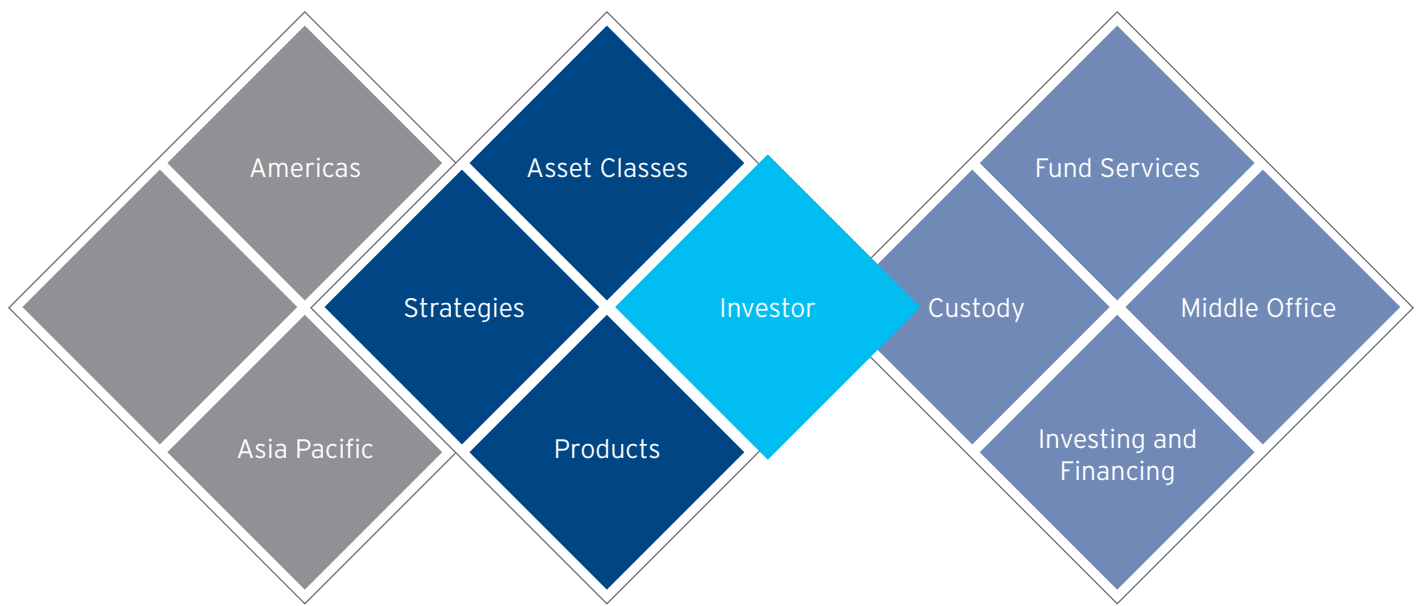 Americas
Asset Classes
Fund Services
Strategies
Investor
Custody
Middle Office
Asia Pacific
Products
Investing and
Financing